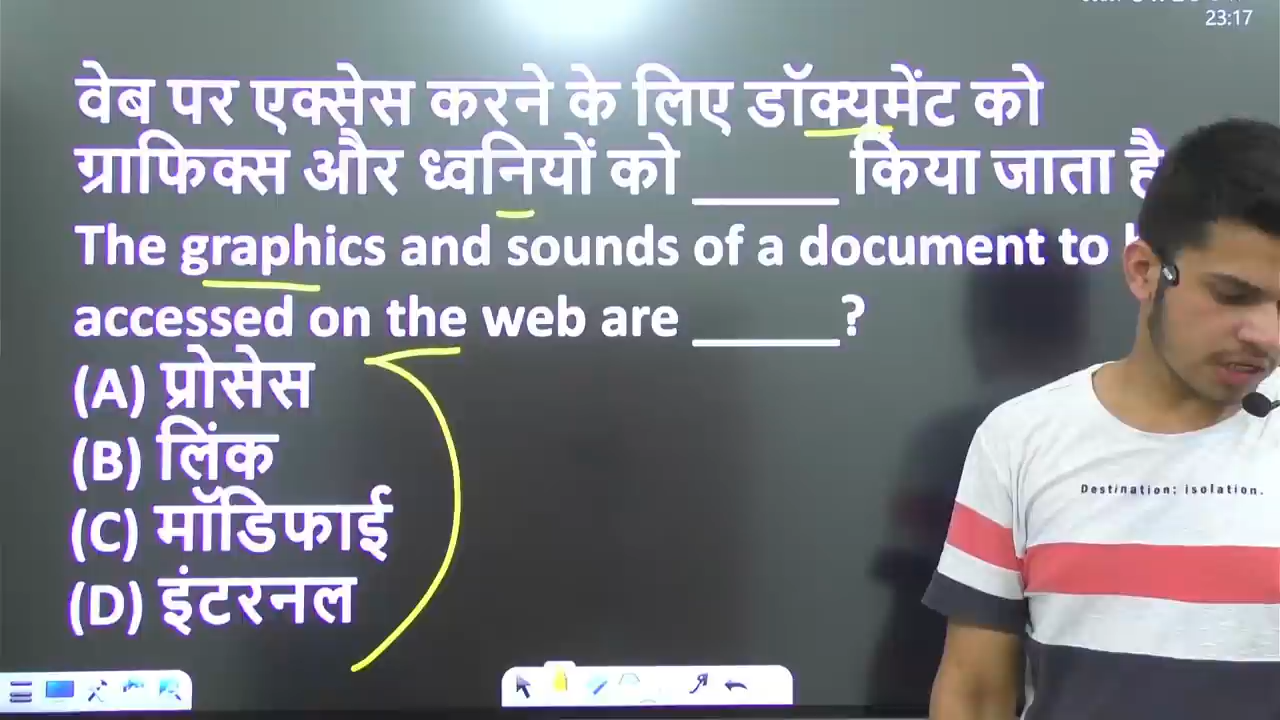 23:17
वेब पर एक्सेस करने के लिए डॉक्यूमेंट को
ग्राफिक्स और ध्वनियों को ______ किया जाता है
The graphics and sounds of a document to
accessed on the web are ______?
(A) प्रोसेस
(B) लिंक
(C) मॉडिफाई
(D) इंटरनल
Destination: isolation.